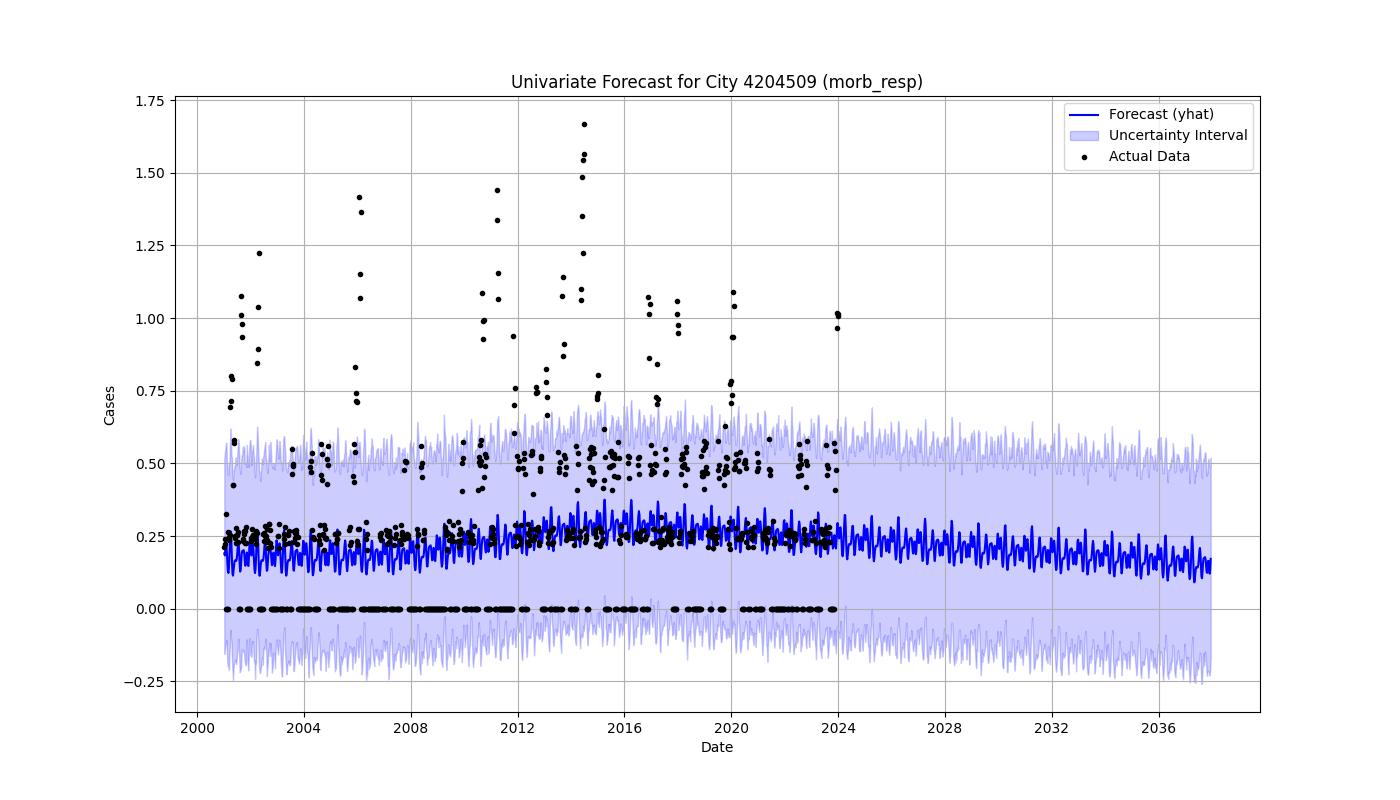 Univariate Forecast for City 4204509 (morb_resp)
Forecast (yhat)
Uncertainty Interval
Actual Data
Cases
1.75
1.50
1.25
1.00
0.75
0.50
0.25
0.00
−0.25
2000 2004 2008 2012 2016 2020 2024 2028 2032 2036
Date